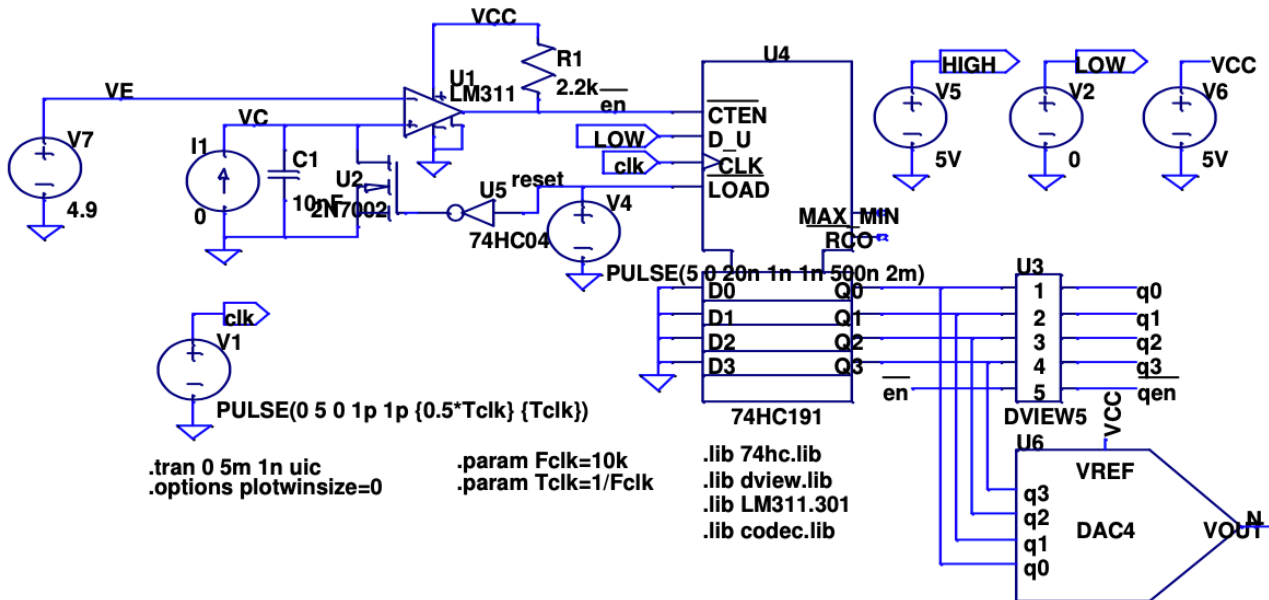 VCC
U4
R1
2.2k
U1
LM311
HIGH
V5
5V
LOW
V2
0
VCC
V6
5V
VE
V7
4.9
VC
I1
0
C1
10nF
U2
2N7002
U5
74HC04
reset
V4
PULSE(5 0 20n 1n 1n 500n 2m)
en
LOW
clk
CTEN
D_U
CLK
LOAD
MAX_MIN
RCO
D0 Q0
D1 Q1
D2 Q2
D3 Q3
74HC191
U3
1 q0
2 q1
3 q2
4 q3
en 5 qen
DVIEW5
clk
V1
PULSE(0 5 0 1p 1p {0.5*Tclk} {Tclk})
.tran 0 5m 1n uic
.options plotwinsize=0
.param Fclk=10k
.param Tclk=1/Fclk
.lib 74hc.lib
.lib dview.lib
.lib LM311.301
.lib codec.lib
U6
VCC
VREF
q3
q2
q1
q0
DAC4
VOUT
N